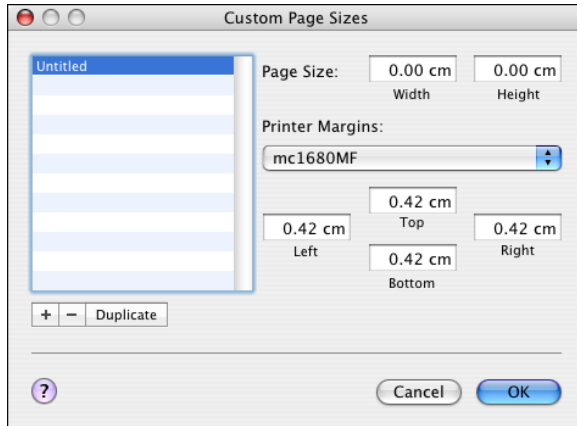 Custom Page Sizes
Untitled
Page Size:
0.00 cm
0.00 cm
Width
Height
Printer Margins:
mc1680MF
0.42 cm
Top
0.42 cm
Left
0.42 cm
Right
0.42 cm
Bottom
+ − Duplicate
?
Cancel
OK